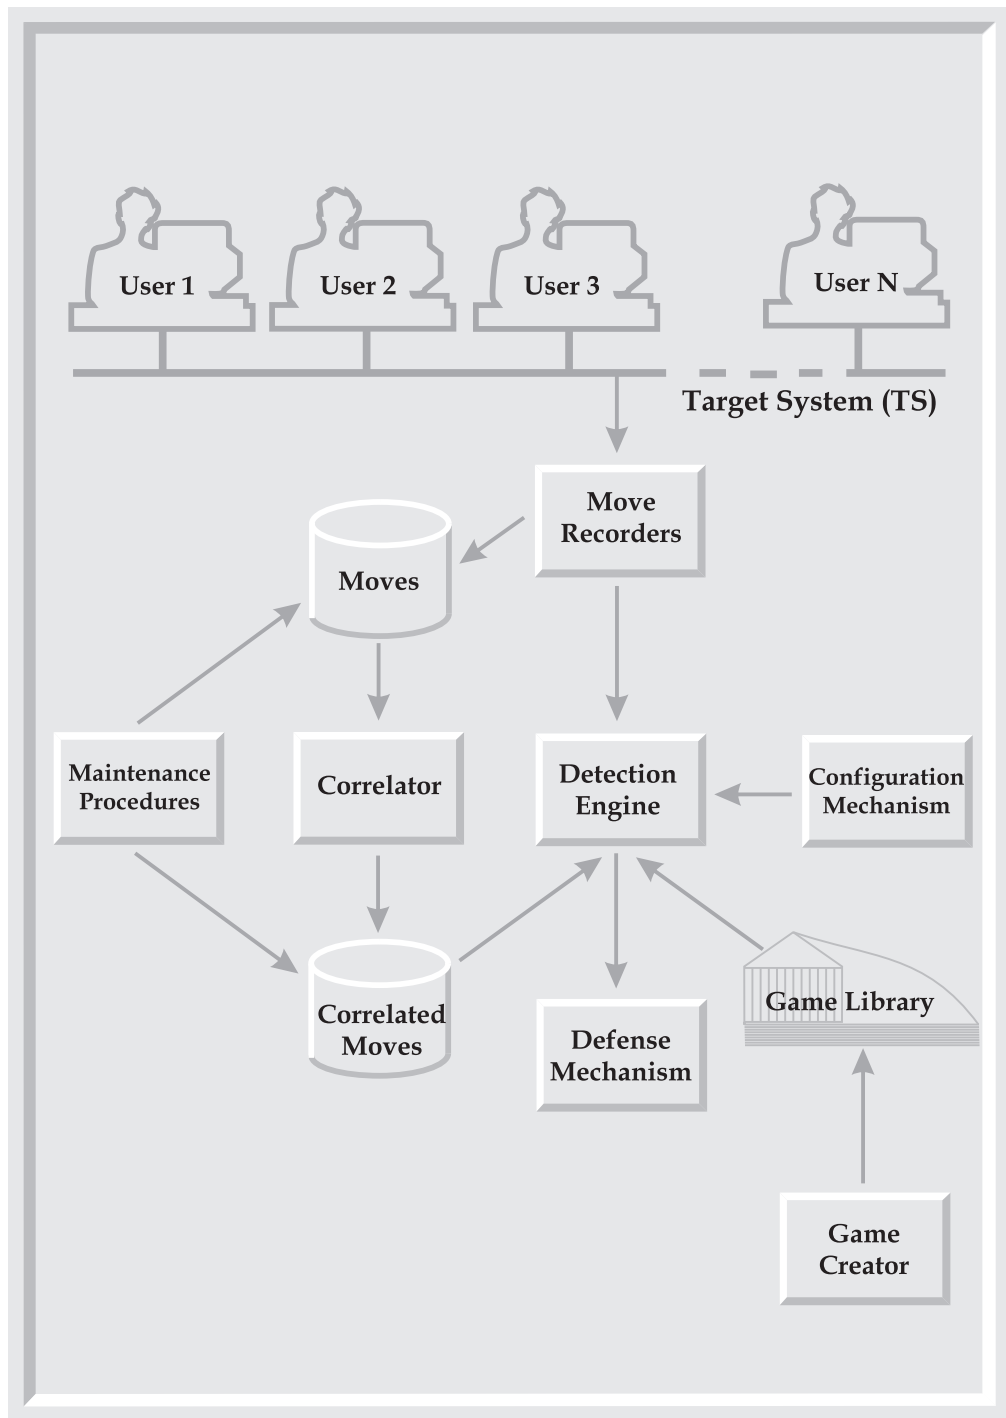 User 1
User 2
User 3
User N
Target System (TS)
Move
Recorders
Moves
Maintenance
Procedures
Correlator
Detection
Engine
Configuration
Mechanism
Correlated
Moves
Defense
Mechanism
Game Library
Game
Creator